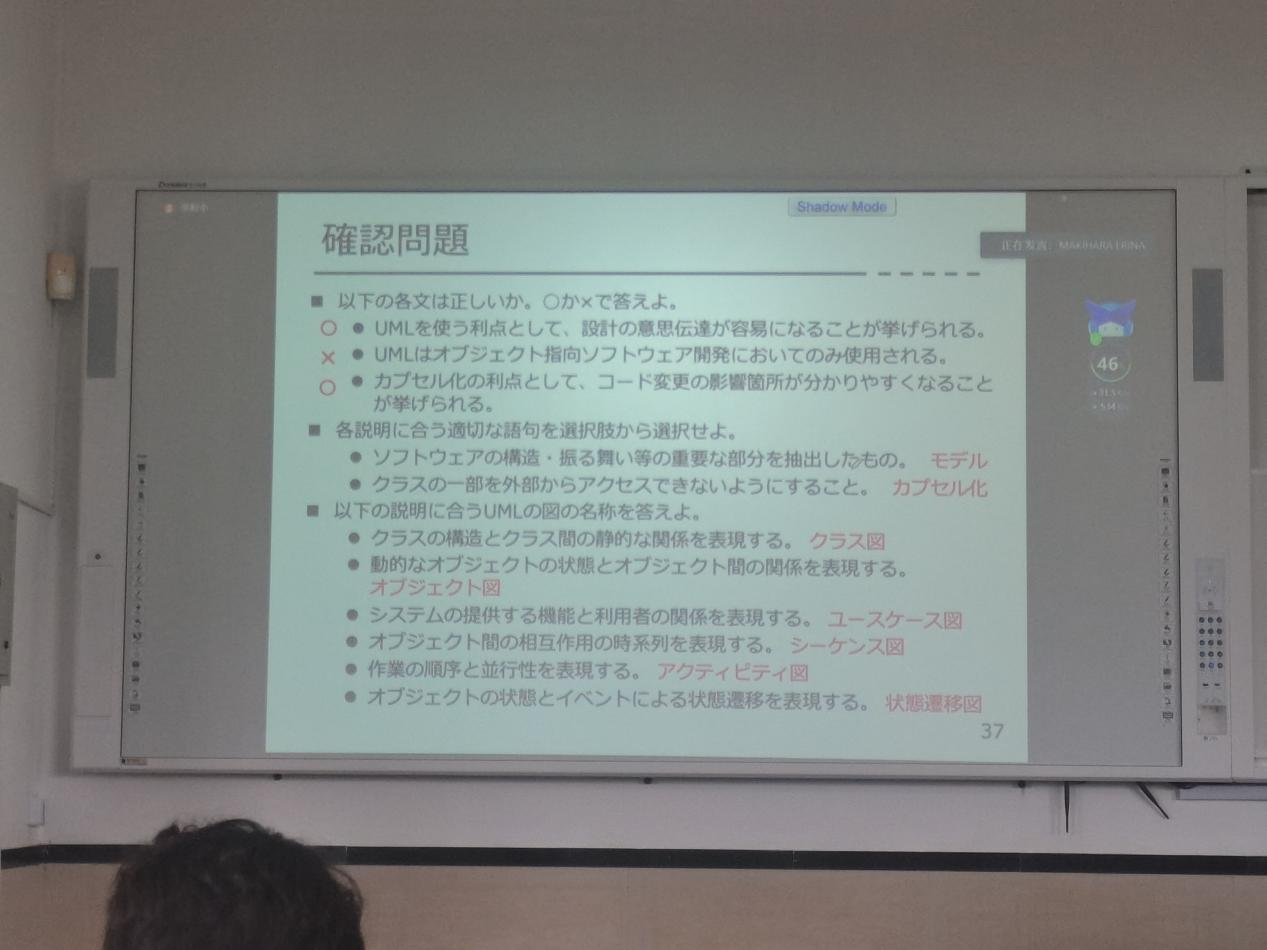 Shadow Mode
正在发言: MAKIHARA ERINA
確認問題
■ 以下の各文は正しいか。○か×で答えよ。
○ ● UMLを使う利点として、設計の意思伝達が容易になることが挙げられる。
× ● UMLはオブジェクト指向ソフトウェア開発においてのみ使用される。
○ ● カプセル化の利点として、コード変更の影響箇所が分かりやすくなること
が挙げられる。
46
■ 各説明に合う適切な語句を選択肢から選択せよ。
● ソフトウェアの構造・振る舞い等の重要な部分を抽出したもの。 モデル
● クラスの一部を外部からアクセスできないようにすること。 カプセル化
■ 以下の説明に合うUMLの図の名称を答えよ。
● クラスの構造とクラス間の静的な関係を表現する。 クラス図
● 動的なオブジェクトの状態とオブジェクト間の関係を表現する。
オブジェクト図
● システムの提供する機能と利用者の関係を表現する。 ユースケース図
● オブジェクト間の相互作用の時系列を表現する。 シーケンス図
● 作業の順序と並行性を表現する。 アクティビティ図
● オブジェクトの状態とイベントによる状態遷移を表現する。 状態遷移図
37